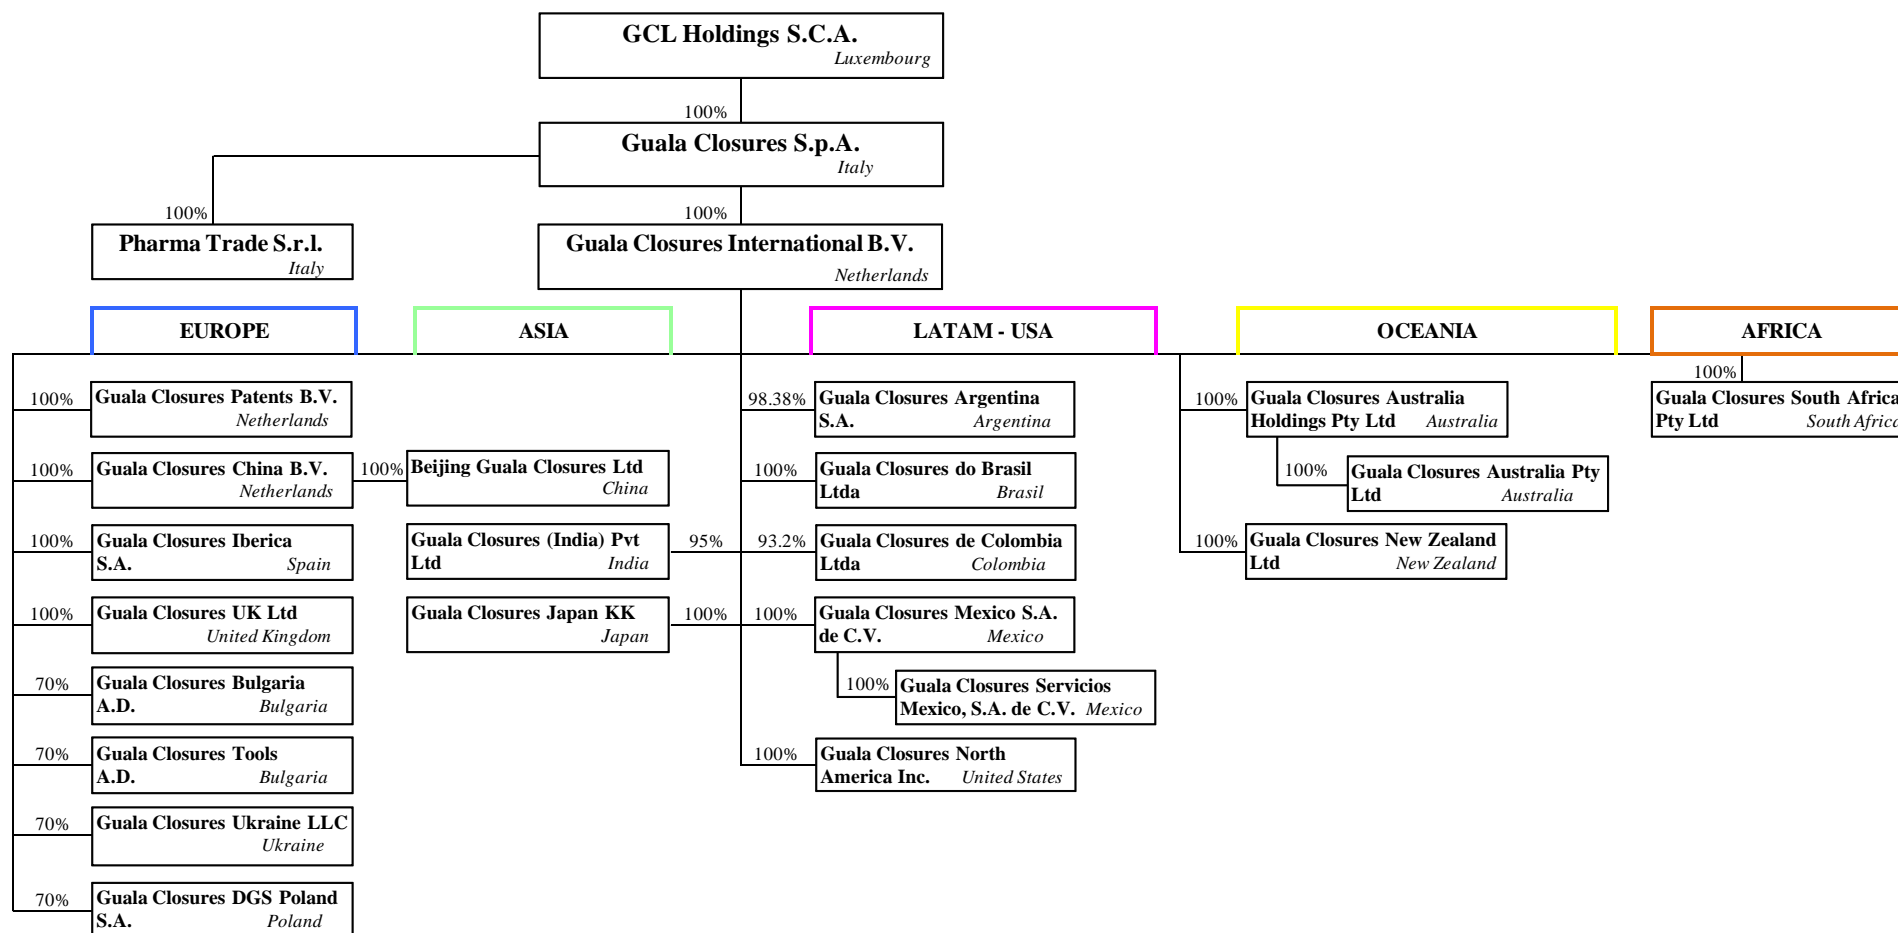 GCL Holdings S.C.A.
Luxembourg
100%
Guala Closures S.p.A.
Italy
100%
100%
Pharma Trade S.r.l.
Italy
Guala Closures International B.V.
Netherlands
EUROPE
ASIA
LATAM - USA
OCEANIA
AFRICA
100%
Guala Closures Patents B.V.
Netherlands
100%
Guala Closures China B.V.
Netherlands
100%
Guala Closures Iberica
S.A. Spain
100%
Guala Closures UK Ltd
United Kingdom
70%
Guala Closures Bulgaria
A.D. Bulgaria
70%
Guala Closures Tools
A.D. Bulgaria
70%
Guala Closures Ukraine LLC
Ukraine
70%
Guala Closures DGS Poland
S.A. Poland
100%
Beijing Guala Closures Ltd
China
Guala Closures (India) Pvt
Ltd India
95%
Guala Closures Japan KK
Japan
100%
98.38%
Guala Closures Argentina
S.A. Argentina
100%
Guala Closures do Brasil
Ltda Brasil
93.2%
Guala Closures de Colombia
Ltda Colombia
100%
Guala Closures Mexico S.A.
de C.V. Mexico
100%
Guala Closures Servicios
Mexico, S.A. de C.V. Mexico
100%
Guala Closures North
America Inc. United States
100%
Guala Closures Australia
Holdings Pty Ltd Australia
100%
Guala Closures Australia Pty
Ltd Australia
100%
Guala Closures New Zealand
Ltd New Zealand
100%
Guala Closures South Africa
Pty Ltd South Africa